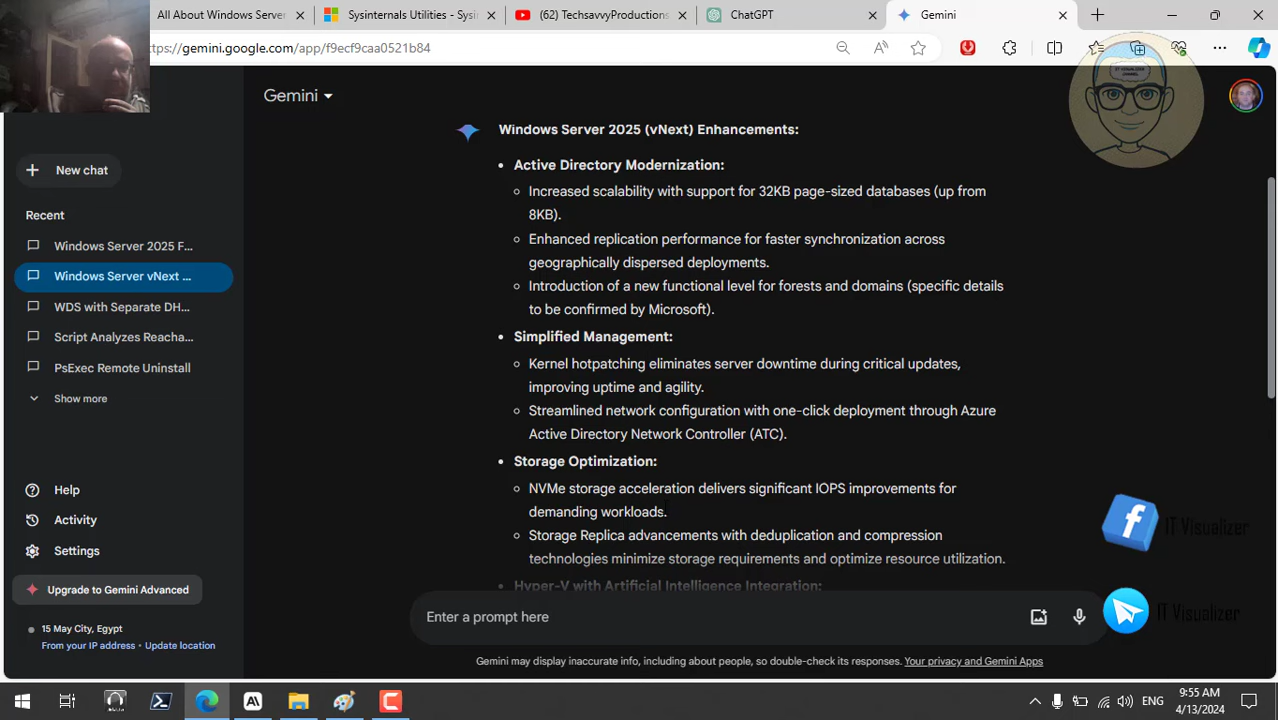 All About Windows Server
Sysinternals Utilities - Sysin
(62) TechsavvyProductions
ChatGPT
Gemini
ttps://gemini.google.com/app/f9ecf9caa0521b84
Gemini
New chat
Recent
Windows Server 2025 F...
Windows Server vNext ...
WDS with Separate DH...
Script Analyzes Reacha...
PsExec Remote Uninstall
Show more
Help
Activity
Settings
Upgrade to Gemini Advanced
15 May City, Egypt
From your IP address • Update location
Windows Server 2025 (vNext) Enhancements:
Active Directory Modernization:
Increased scalability with support for 32KB page-sized databases (up from
8KB).
Enhanced replication performance for faster synchronization across
geographically dispersed deployments.
Introduction of a new functional level for forests and domains (specific details
to be confirmed by Microsoft).
Simplified Management:
Kernel hotpatching eliminates server downtime during critical updates,
improving uptime and agility.
Streamlined network configuration with one-click deployment through Azure
Active Directory Network Controller (ATC).
Storage Optimization:
NVMe storage acceleration delivers significant IOPS improvements for
demanding workloads.
Storage Replica advancements with deduplication and compression
technologies minimize storage requirements and optimize resource utilization.
Hyper-V with Artificial Intelligence Integration:
Enter a prompt here
Gemini may display inaccurate info, including about people, so double-check its responses. Your privacy and Gemini Apps
IT VISUALIZER
CHANNEL
IT Visualizer
IT Visualizer
ENG
9:55 AM
4/13/2024